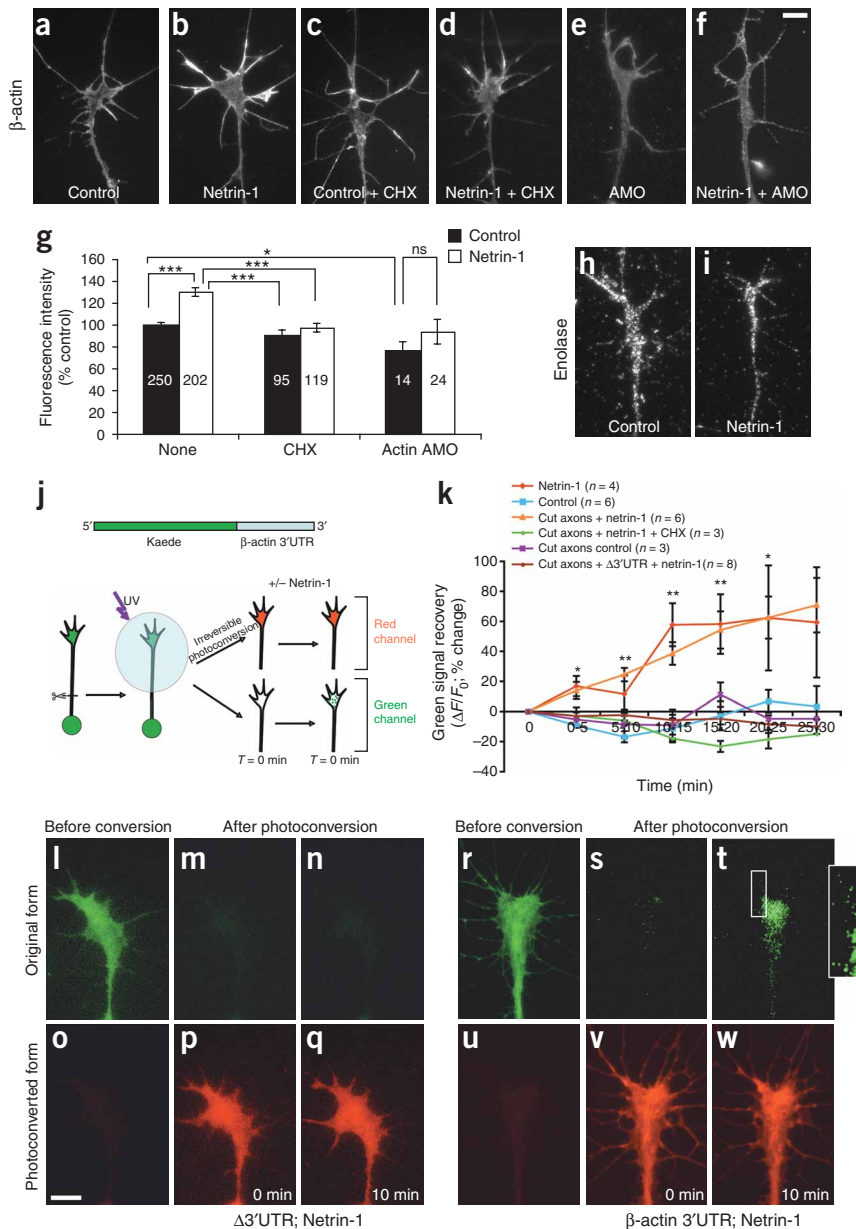 a b c d e f
β-actin
Control Netrin-1 Control + CHX Netrin-1 + CHX AMO Netrin-1 + AMO
g
Control
Netrin-1
Fluorescence intensity
(% control)
160
140
120
100
80
60
40
20
0
*** *** *** * ns
250 202 95 119 14 24
None CHX Actin AMO
h i
Enolase
Control Netrin-1
j
5′ 3′
Kaede β-actin 3′UTR
UV
Irreversible
photoconversion
+/– Netrin-1
Red
channel
Green
channel
T = 0 min T = 0 min
k
Netrin-1 (n = 4)
Control (n = 6)
Cut axons + netrin-1 (n = 6)
Cut axons + netrin-1 + CHX (n = 3)
Cut axons control (n = 3)
Cut axons + Δ3′UTR + netrin-1(n = 8)
Green signal recovery
(ΔF/F0; % change)
100
80
60
40
20
0
–20
–40
* ** ** ** *
0 0-5 5-10 10-15 15-20 20-25 25-30
Time (min)
Before conversion After photoconversion Before conversion After photoconversion
l m n r s t
Original form
o p q u v w
Photoconverted form
0 min 10 min 0 min 10 min
Δ3′UTR; Netrin-1 β-actin 3′UTR; Netrin-1